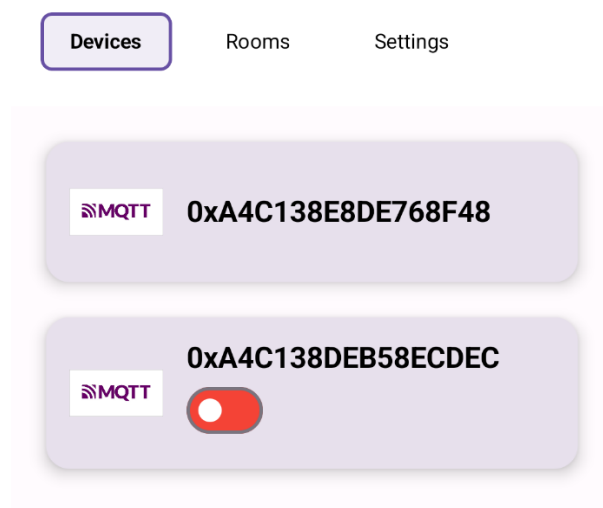 Devices Rooms Settings
MQTT 0xA4C138E8DE768F48
0xA4C138DEB58ECDEC
MQTT